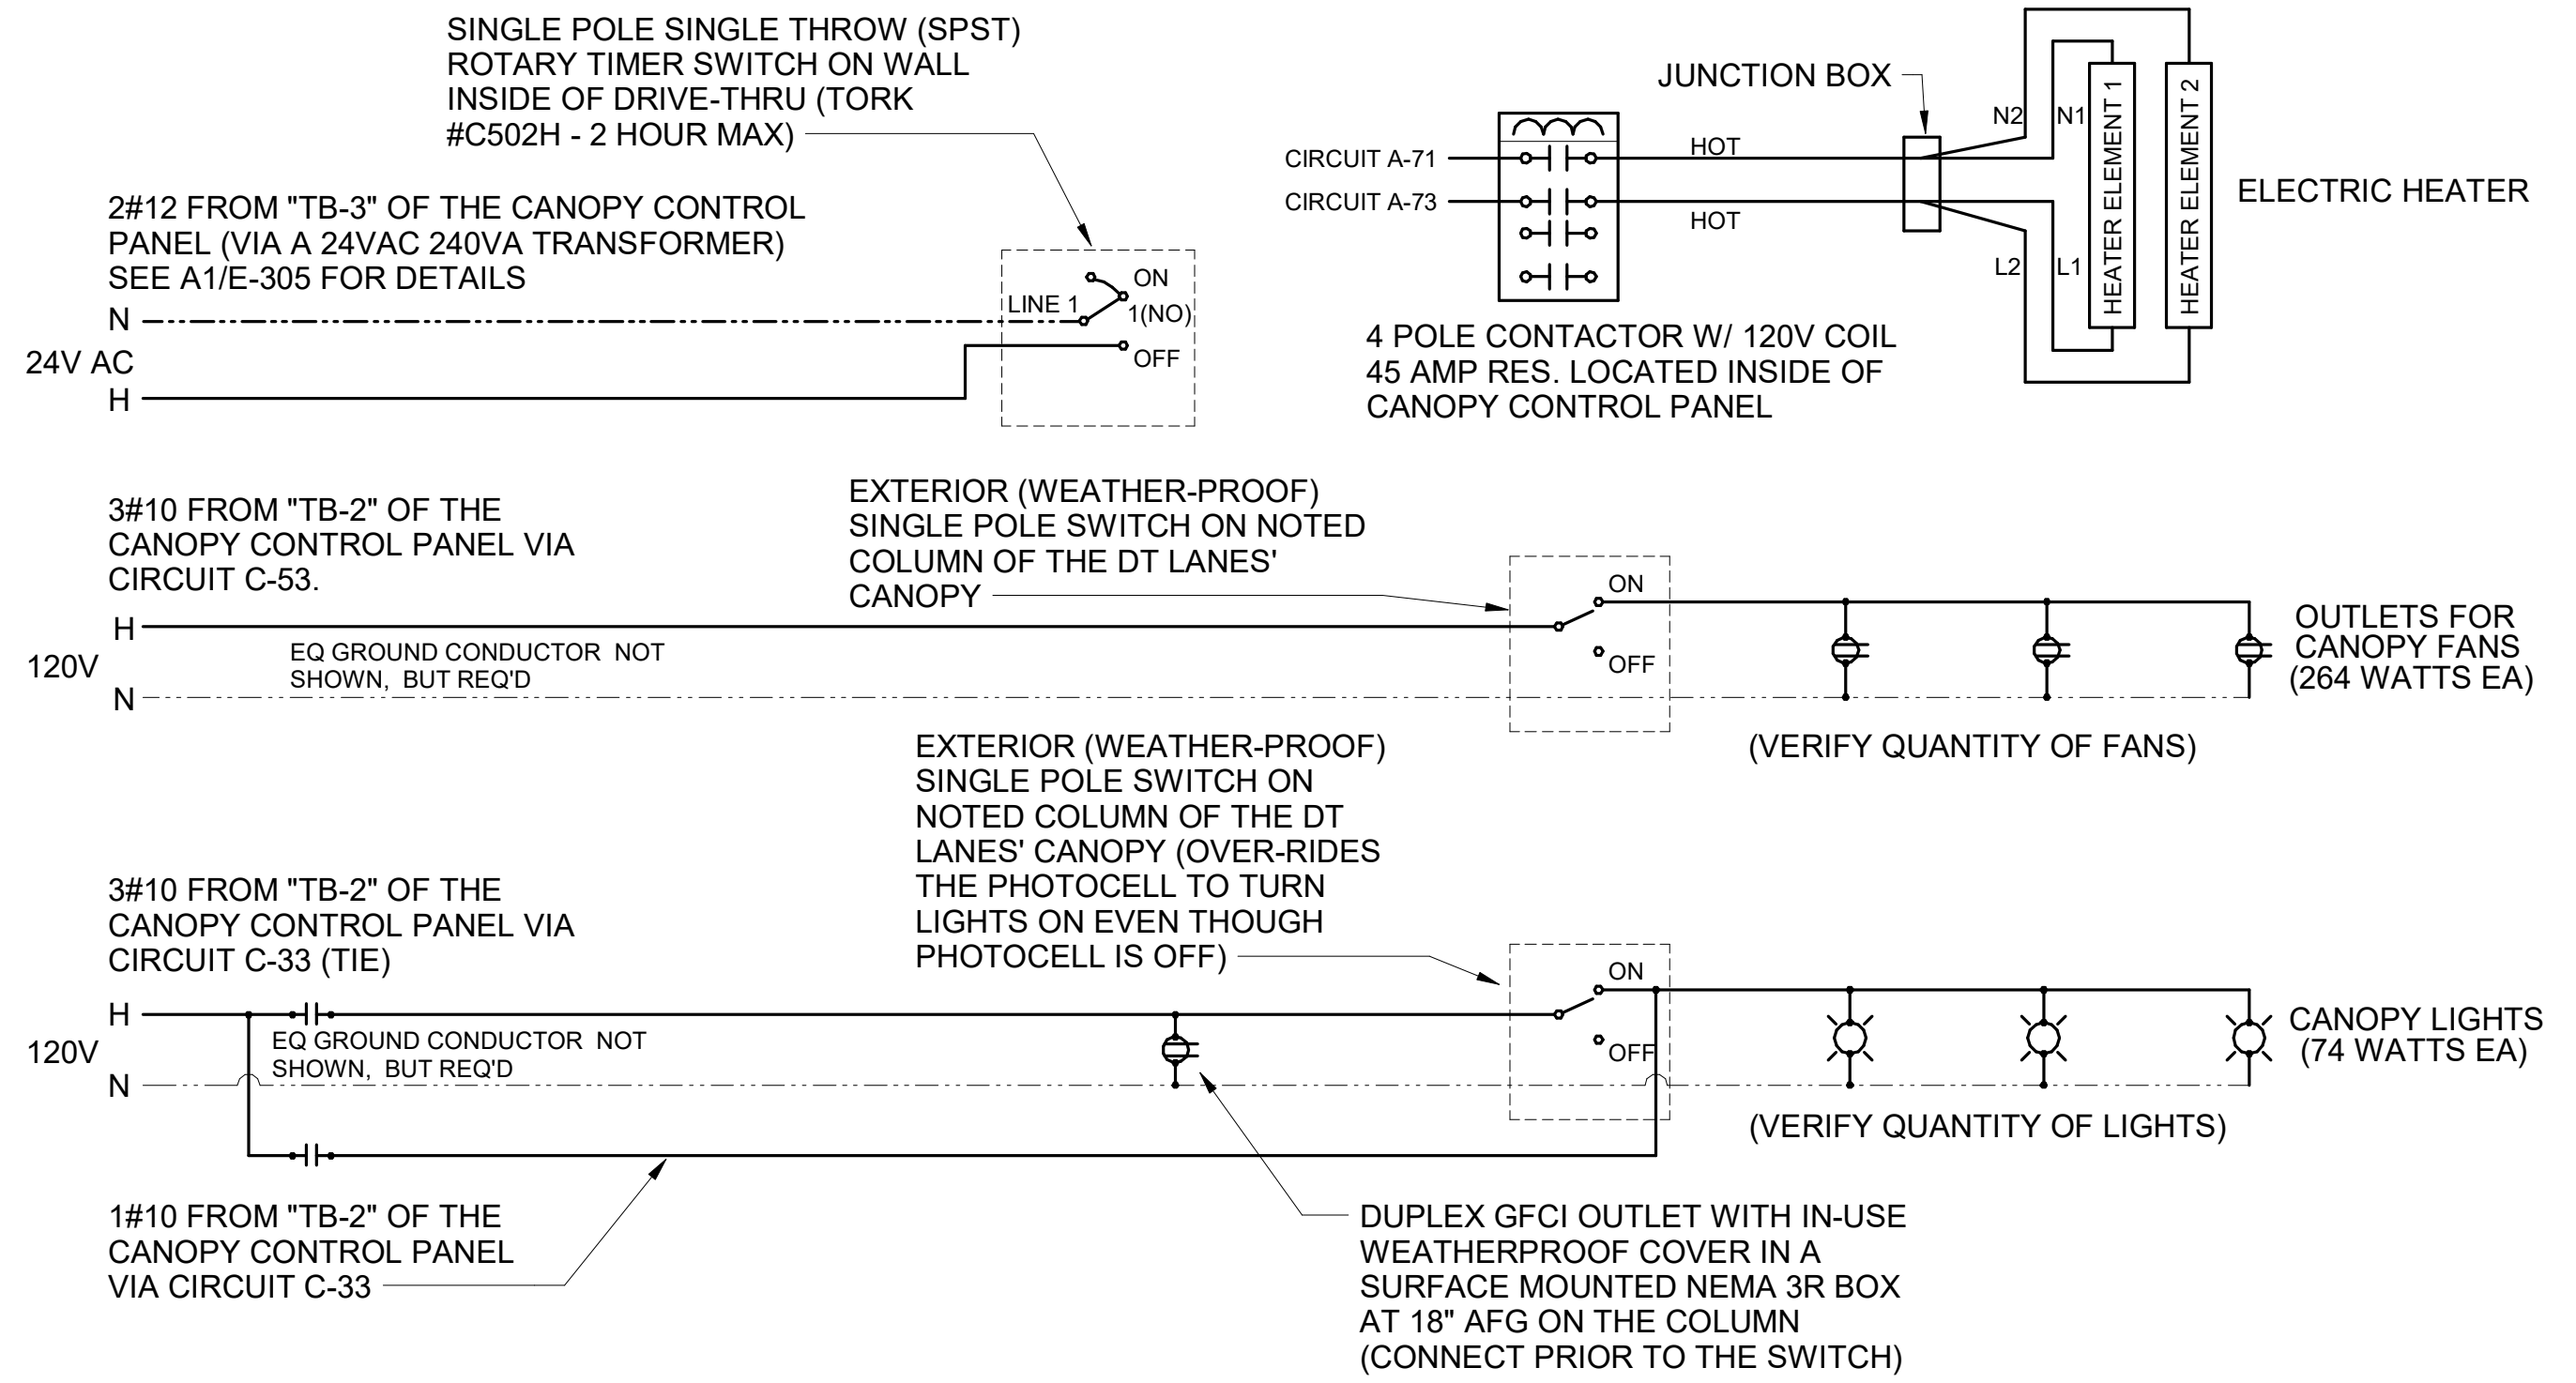 SINGLE POLE SINGLE THROW (SPST)
ROTARY TIMER SWITCH ON WALL
INSIDE OF DRIVE-THRU (TORK
#C502H - 2 HOUR MAX)
2#12 FROM "TB-3" OF THE CANOPY CONTROL
PANEL (VIA A 24VAC 240VA TRANSFORMER)
SEE A1/E-305 FOR DETAILS
N
24V AC
H
LINE 1
ON
1(NO)
OFF
JUNCTION BOX
CIRCUIT A-71
CIRCUIT A-73
HOT
HOT
N2
N1
L2
L1
HEATER ELEMENT 1
HEATER ELEMENT 2
ELECTRIC HEATER
4 POLE CONTACTOR W/ 120V COIL
45 AMP RES. LOCATED INSIDE OF
CANOPY CONTROL PANEL
3#10 FROM "TB-2" OF THE
CANOPY CONTROL PANEL VIA
CIRCUIT C-53.
H
120V
N
EQ GROUND CONDUCTOR  NOT
SHOWN,  BUT REQ'D
EXTERIOR (WEATHER-PROOF)
SINGLE POLE SWITCH ON NOTED
COLUMN OF THE DT LANES'
CANOPY
ON
OFF
OUTLETS FOR
CANOPY FANS
(264 WATTS EA)
(VERIFY QUANTITY OF FANS)
EXTERIOR (WEATHER-PROOF)
SINGLE POLE SWITCH ON
NOTED COLUMN OF THE DT
LANES' CANOPY (OVER-RIDES
THE PHOTOCELL TO TURN
LIGHTS ON EVEN THOUGH
PHOTOCELL IS OFF)
3#10 FROM "TB-2" OF THE
CANOPY CONTROL PANEL VIA
CIRCUIT C-33 (TIE)
H
120V
N
EQ GROUND CONDUCTOR  NOT
SHOWN,  BUT REQ'D
ON
OFF
CANOPY LIGHTS
(74 WATTS EA)
(VERIFY QUANTITY OF LIGHTS)
1#10 FROM "TB-2" OF THE
CANOPY CONTROL PANEL
VIA CIRCUIT C-33
DUPLEX GFCI OUTLET WITH IN-USE
WEATHERPROOF COVER IN A
SURFACE MOUNTED NEMA 3R BOX
AT 18" AFG ON THE COLUMN
(CONNECT PRIOR TO THE SWITCH)